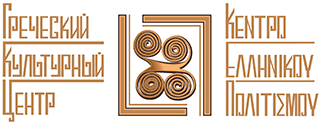 Греческий
Культурный
Центр
Κεντρο
Ελληνικου
Πολιτισμου